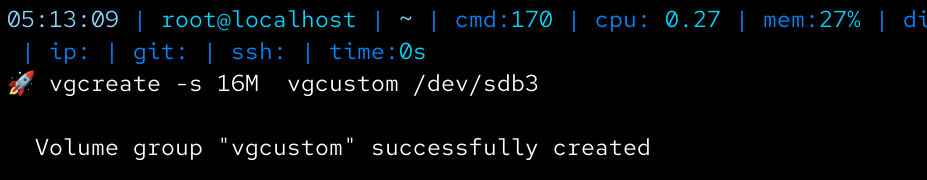 05:13:09 | root@localhost | ~ | cmd:170 | cpu: 0.27 | mem:27% | di
| ip: | git: | ssh: | time:0s
🚀 vgcreate -s 16M  vgcustom /dev/sdb3
Volume group "vgcustom" successfully created